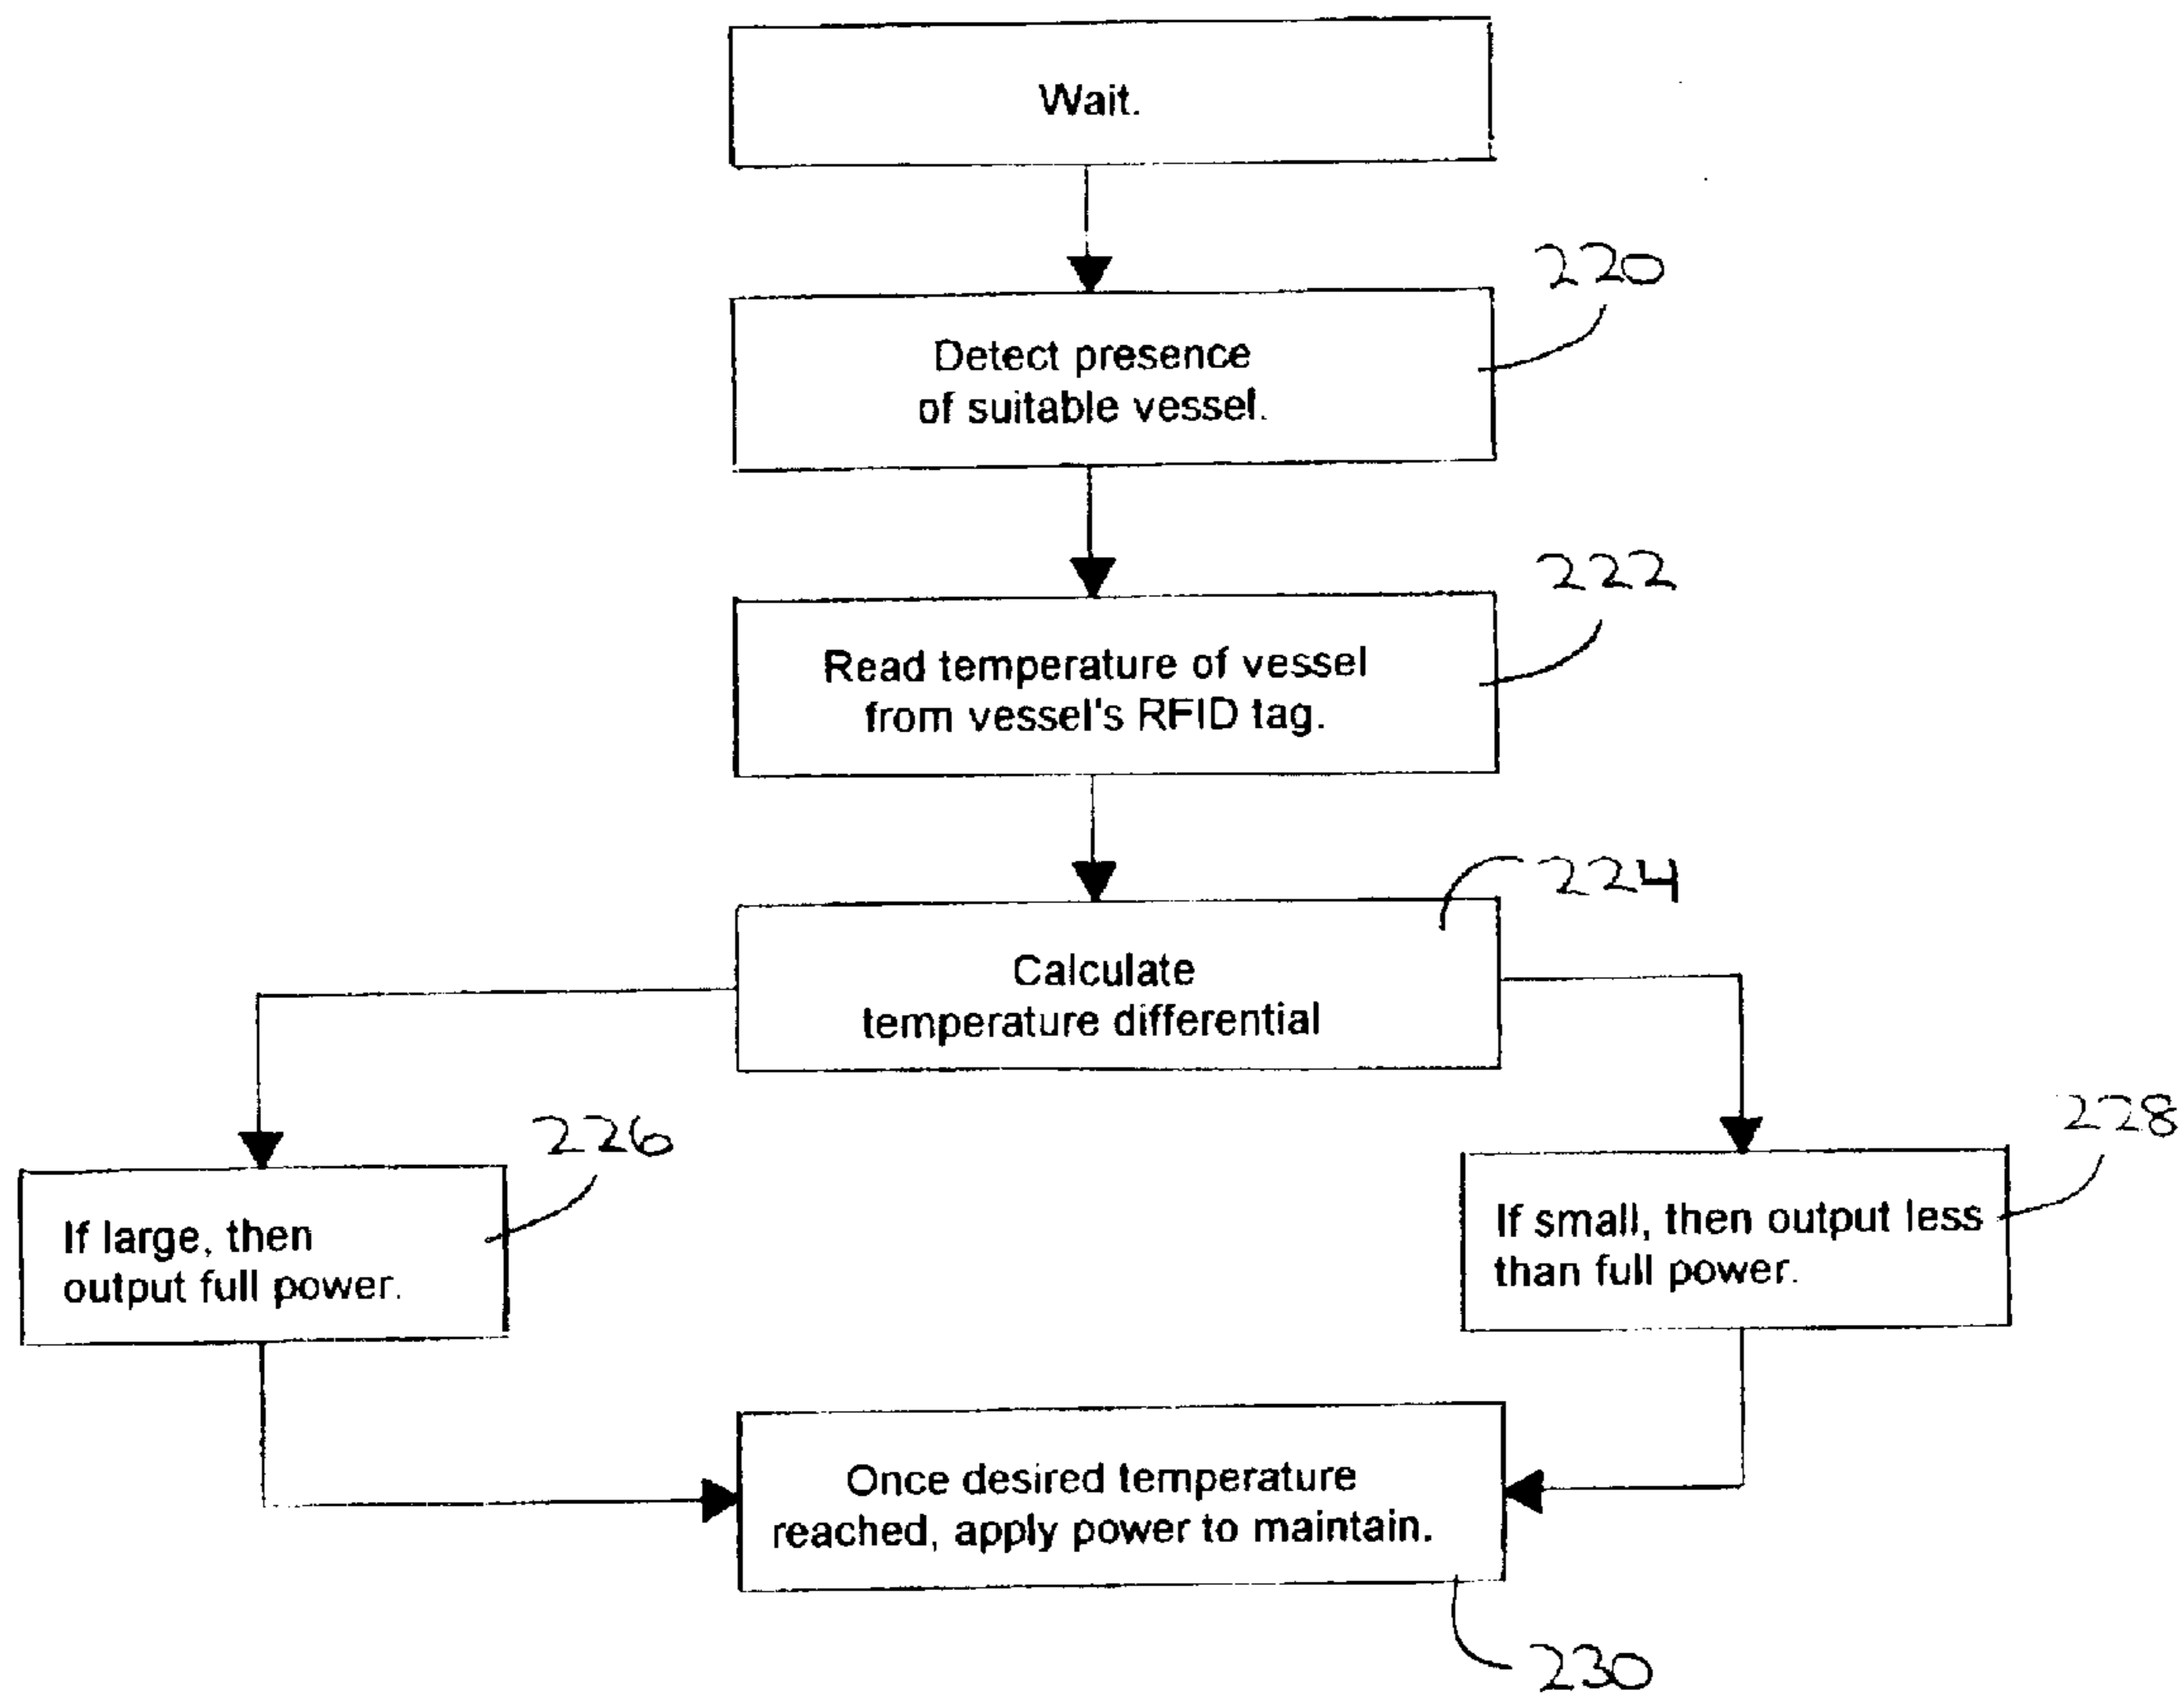 Wait.
220
Detect presence
of suitable vessel.
222
Read temperature of vessel
from vessel's RFID tag.
224
Calculate
temperature differential
226
If large, then
output full power.
228
If small, then output less
than full power.
Once desired temperature
reached, apply power to maintain.
230